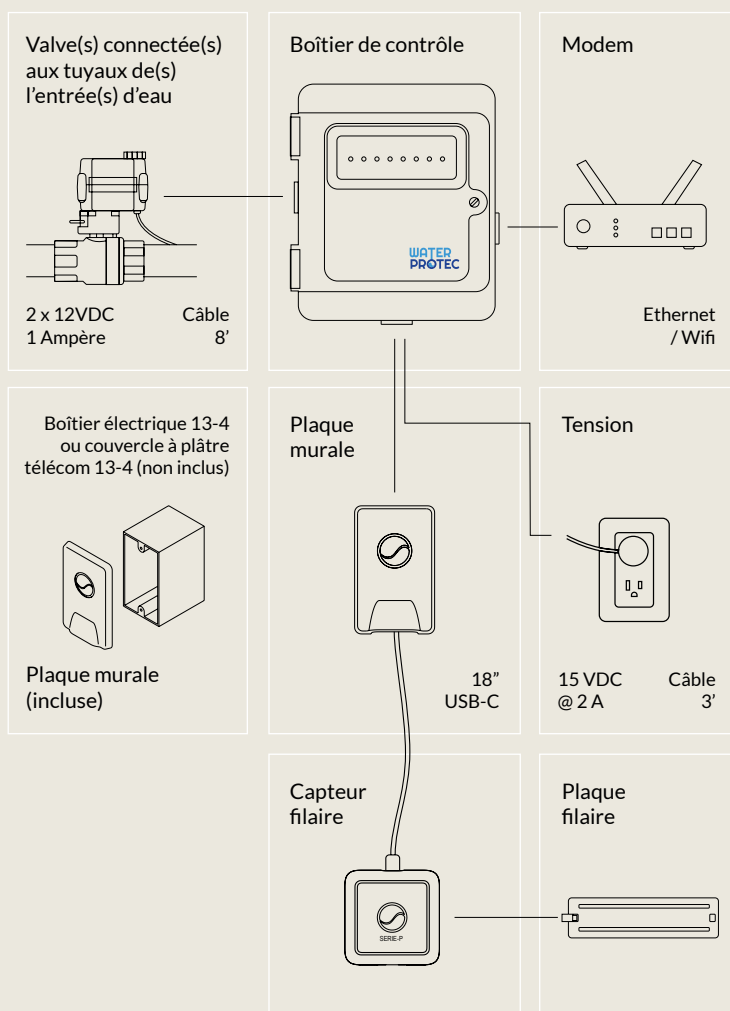 Valve(s) connectée(s)
aux tuyaux de(s)
l'entrée(s) d'eau
2 x 12VDC
1 Ampère
Câble
8’
Boîtier de contrôle
WATER
PROTEC
Modem
Ethernet
/ Wifi
Boîtier électrique 13-4
ou couvercle à plâtre
télécom 13-4 (non inclus)
Plaque murale
(incluse)
Plaque
murale
18”
USB-C
Tension
15 VDC
@ 2 A
Câble
3’
Capteur
filaire
SERIE-P
Plaque
filaire